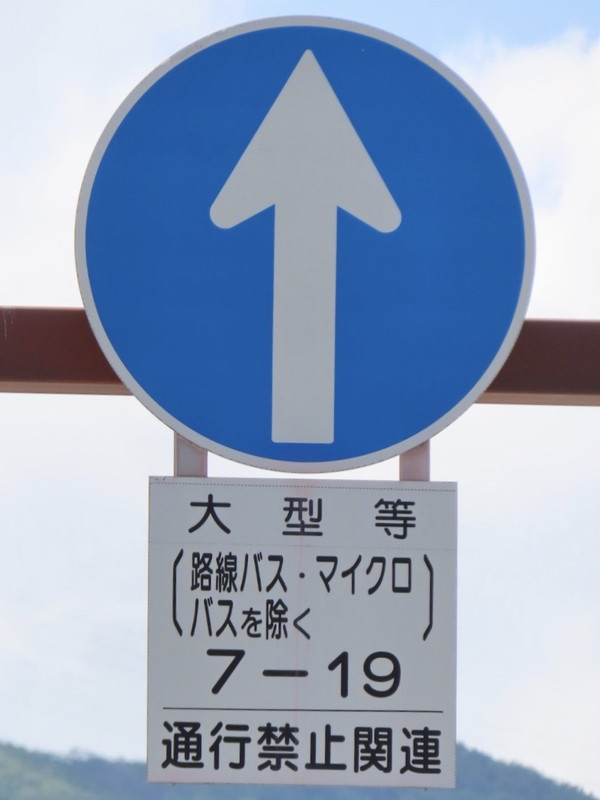 大型等
(路線バス・マイクロ
バスを除く)
7-19
通行禁止関連